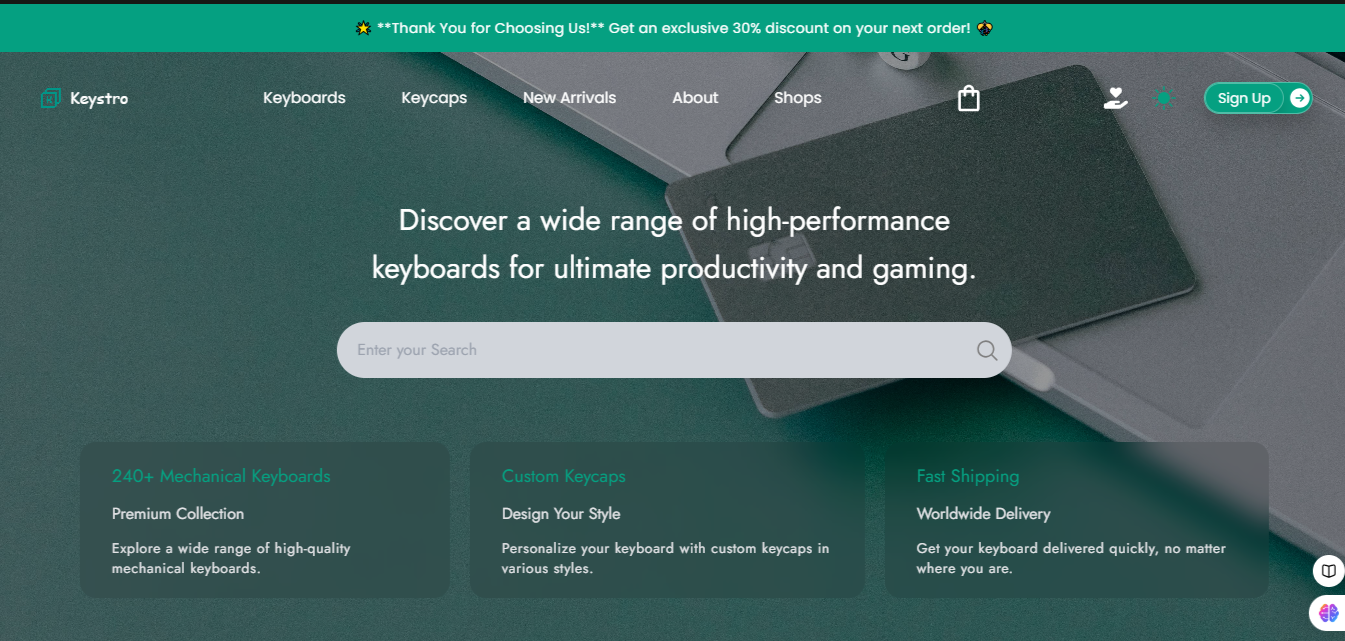 🌟 **Thank You for Choosing Us!** Get an exclusive 30% discount on your next order! 🐝
Keystro
Keyboards
Keycaps
New Arrivals
About
Shops
Sign Up
Discover a wide range of high-performance
keyboards for ultimate productivity and gaming.
Enter your Search
240+ Mechanical Keyboards
Premium Collection
Explore a wide range of high-quality
mechanical keyboards.
Custom Keycaps
Design Your Style
Personalize your keyboard with custom keycaps in
various styles.
Fast Shipping
Worldwide Delivery
Get your keyboard delivered quickly, no matter
where you are.